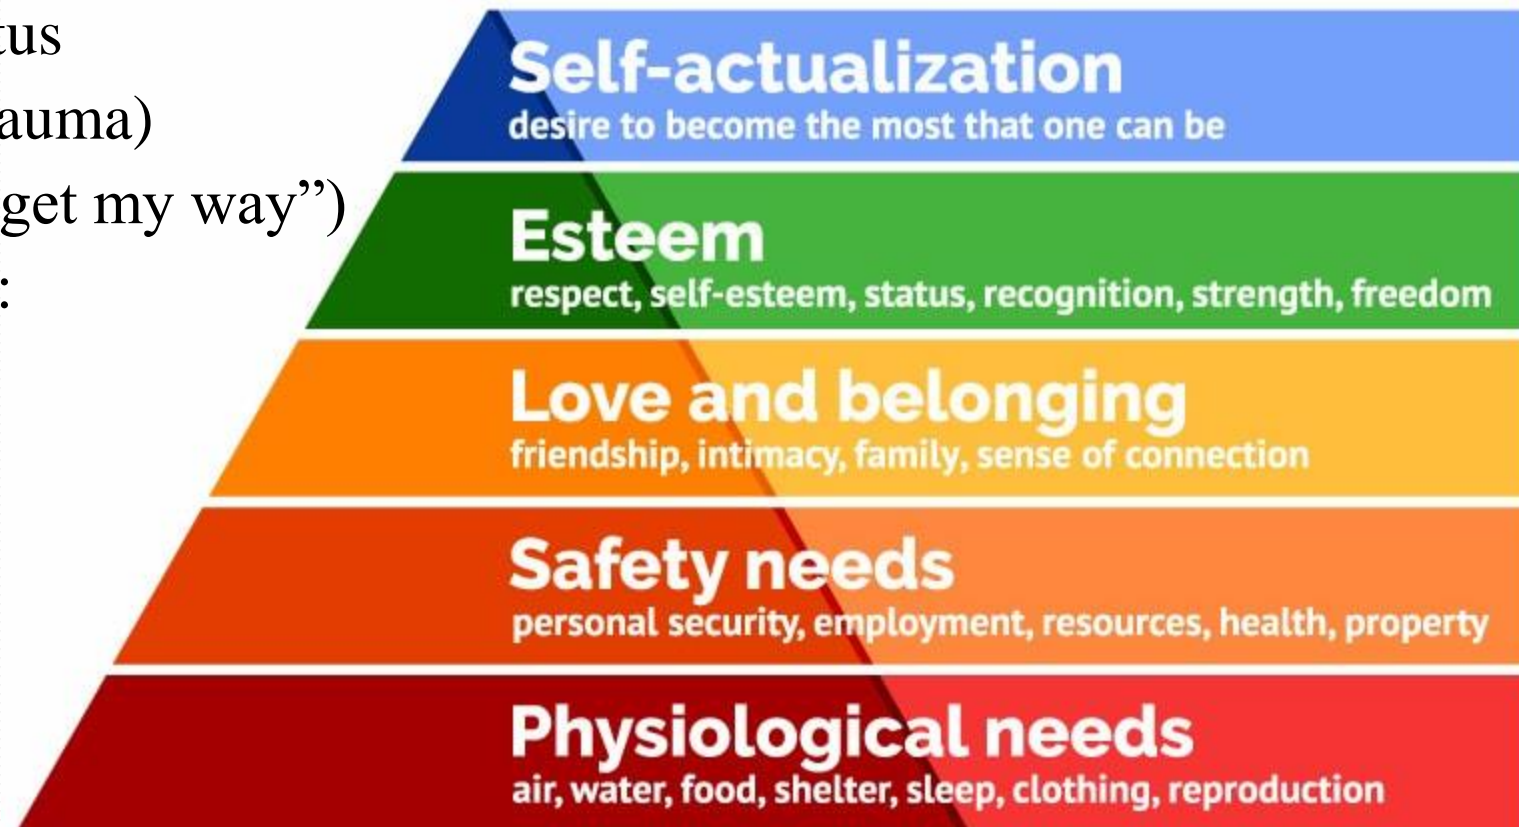 tus
auma)
get my way”)
:
Self-actualization
desire to become the most that one can be
Esteem
respect, self-esteem, status, recognition, strength, freedom
Love and belonging
friendship, intimacy, family, sense of connection
Safety needs
personal security, employment, resources, health, property
Physiological needs
air, water, food, shelter, sleep, clothing, reproduction